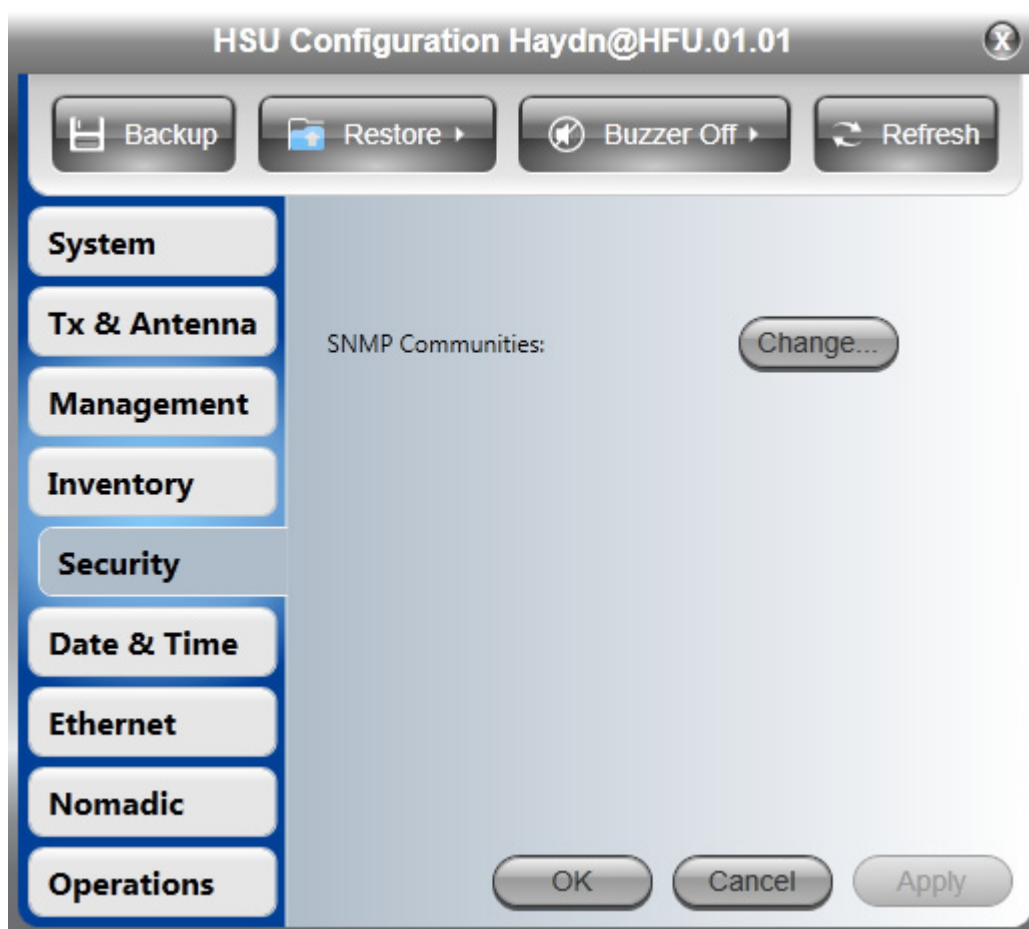 HSU Configuration Haydn@HFU.01.01
X
Backup
Restore
Buzzer Off
Refresh
System
Tx & Antenna
Management
Inventory
Security
Date & Time
Ethernet
Nomadic
Operations
SNMP Communities:
Change...
OK
Cancel
Apply